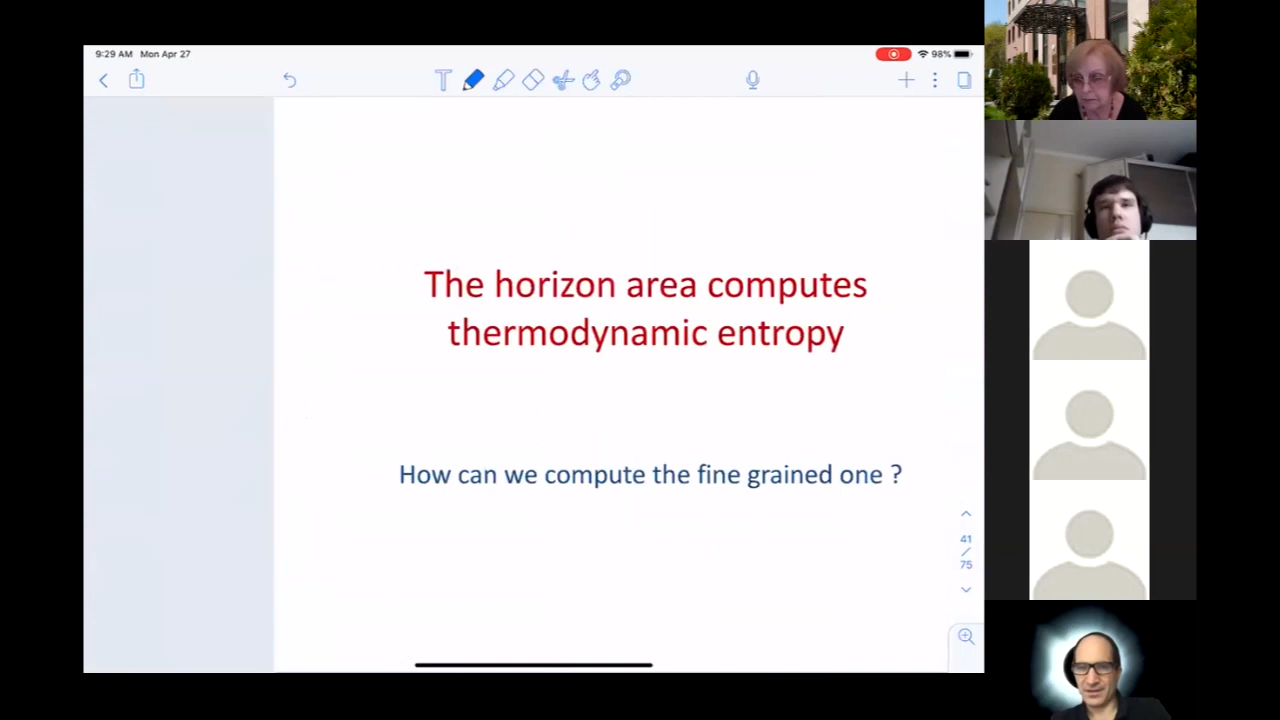 9:29 AM Mon Apr 27
98%
T
The horizon area computes
thermodynamic entropy
How can we compute the fine grained one ?
41
/
75